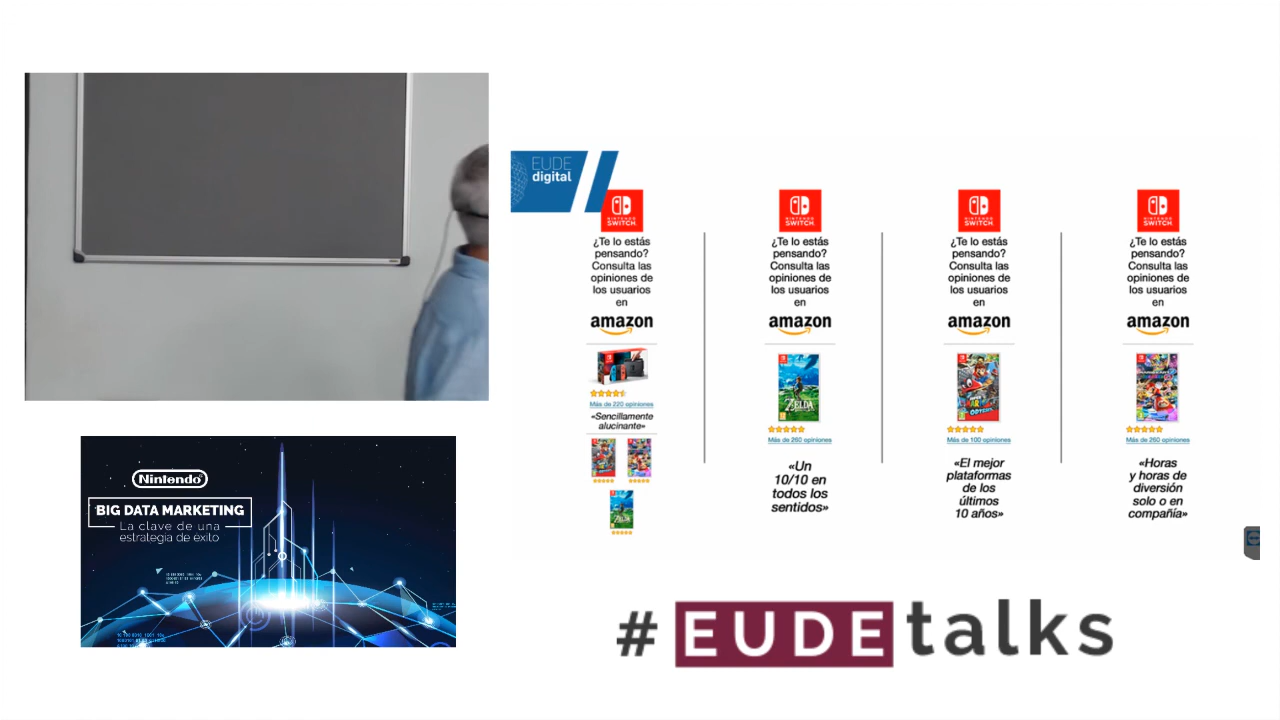 EUDE
digital
NINTENDO
SWITCH
¿Te lo estás
pensando?
Consulta las
opiniones de
los usuarios
en
amazon
Más de 220 opiniones
«Sencillamente
alucinante»
NINTENDO
SWITCH
¿Te lo estás
pensando?
Consulta las
opiniones de
los usuarios
en
amazon
ZELDA
Más de 260 opiniones
«Un
10/10 en
todos los
sentidos»
NINTENDO
SWITCH
¿Te lo estás
pensando?
Consulta las
opiniones de
los usuarios
en
amazon
Más de 100 opiniones
«El mejor
plataformas
de los
últimos
10 años»
NINTENDO
SWITCH
¿Te lo estás
pensando?
Consulta las
opiniones de
los usuarios
en
amazon
Más de 260 opiniones
«Horas
y horas de
diversión
solo o en
compañía»
Nintendo
BIG DATA MARKETING
La clave de una
estrategia de éxito
#EUDEtalks